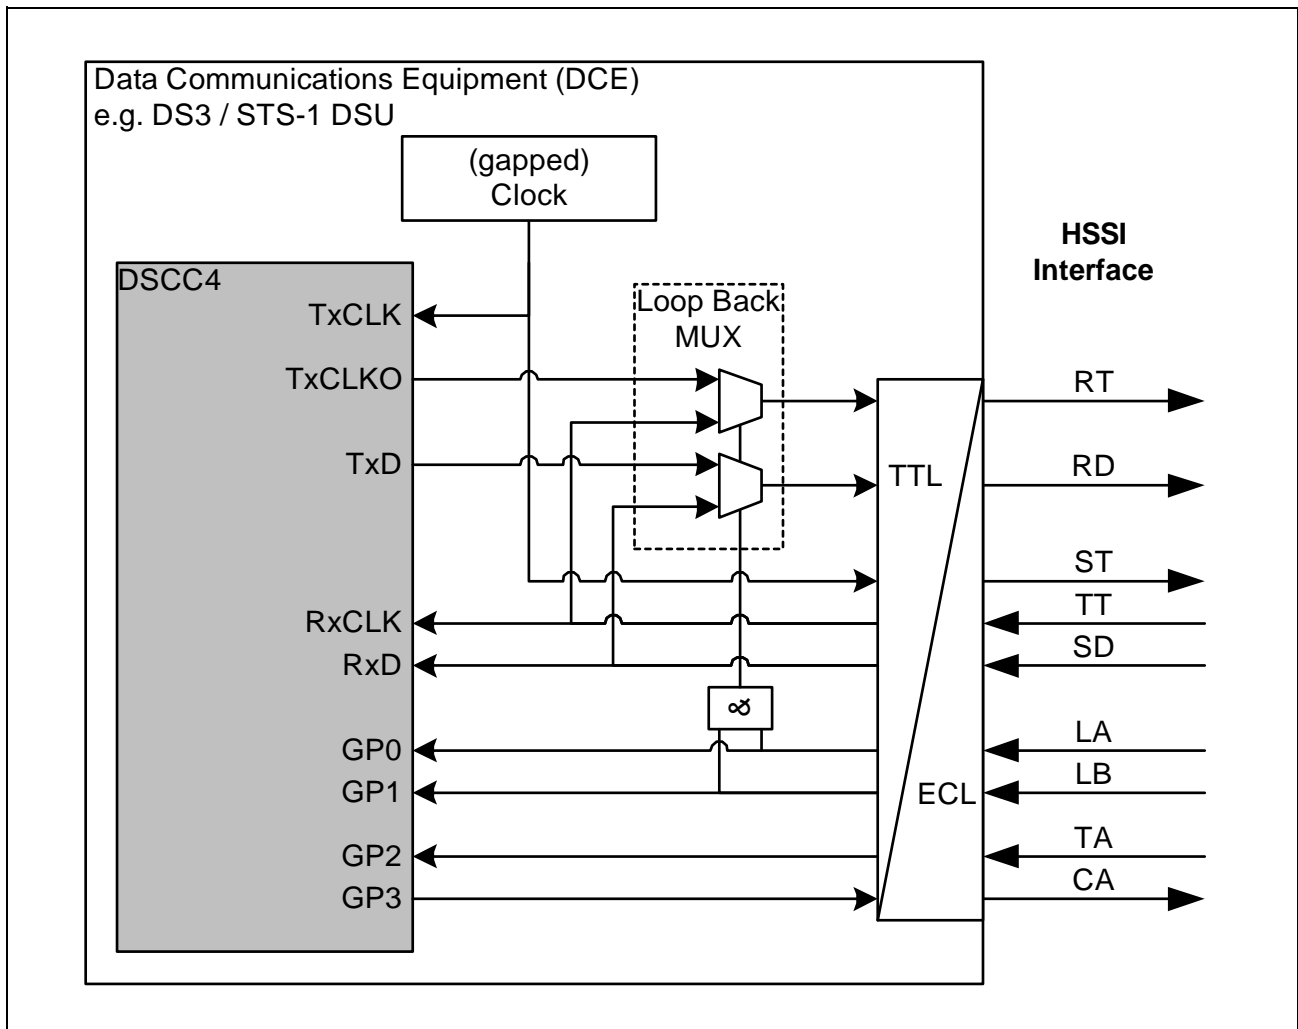 Data Communications Equipment (DCE)
e.g. DS3 / STS-1 DSU
(gapped)
Clock
HSSI
Interface
DSCC4
Loop Back
MUX
TxCLK
TxCLKO
TxD
RxCLK
RxD
GP0
GP1
GP2
GP3
&
TTL
ECL
RT
RD
ST
TT
SD
LA
LB
TA
CA